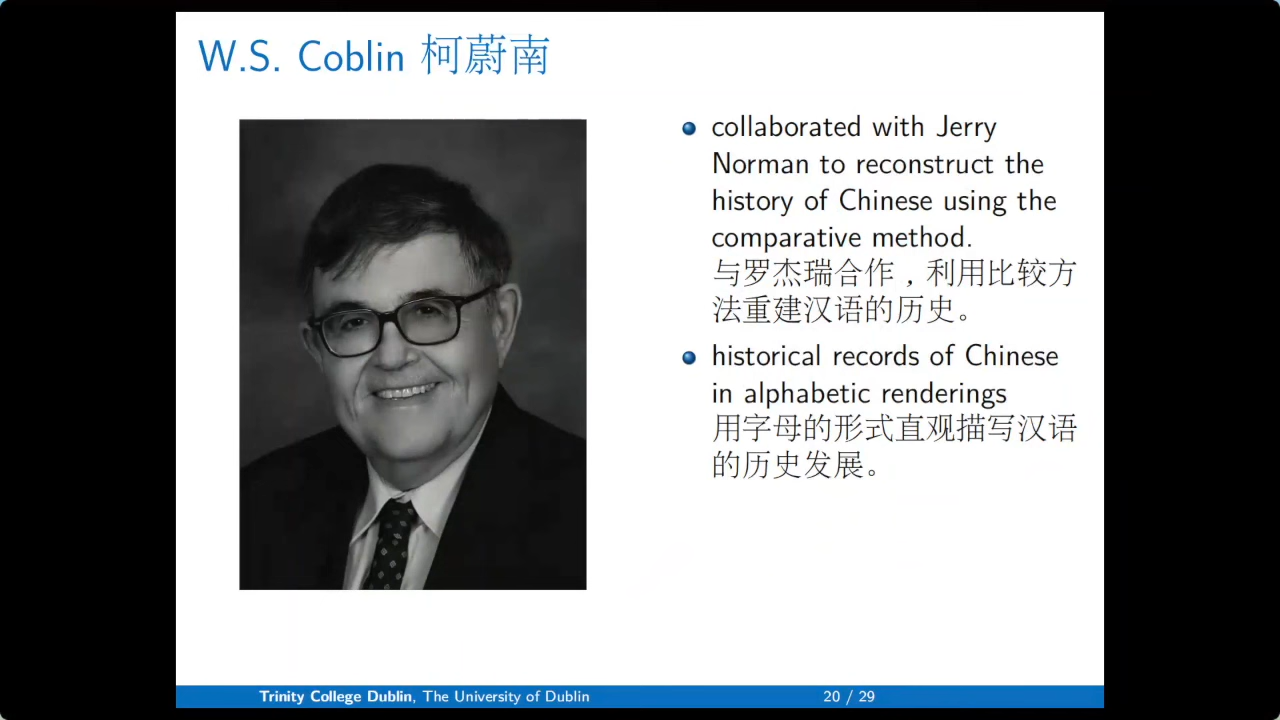 W.S. Coblin 柯蔚南
collaborated with Jerry
Norman to reconstruct the
history of Chinese using the
comparative method.
与罗杰瑞合作，利用比较方
法重建汉语的历史。
historical records of Chinese
in alphabetic renderings
用字母的形式直观描写汉语
的历史发展。
Trinity College Dublin, The University of Dublin
20 / 29